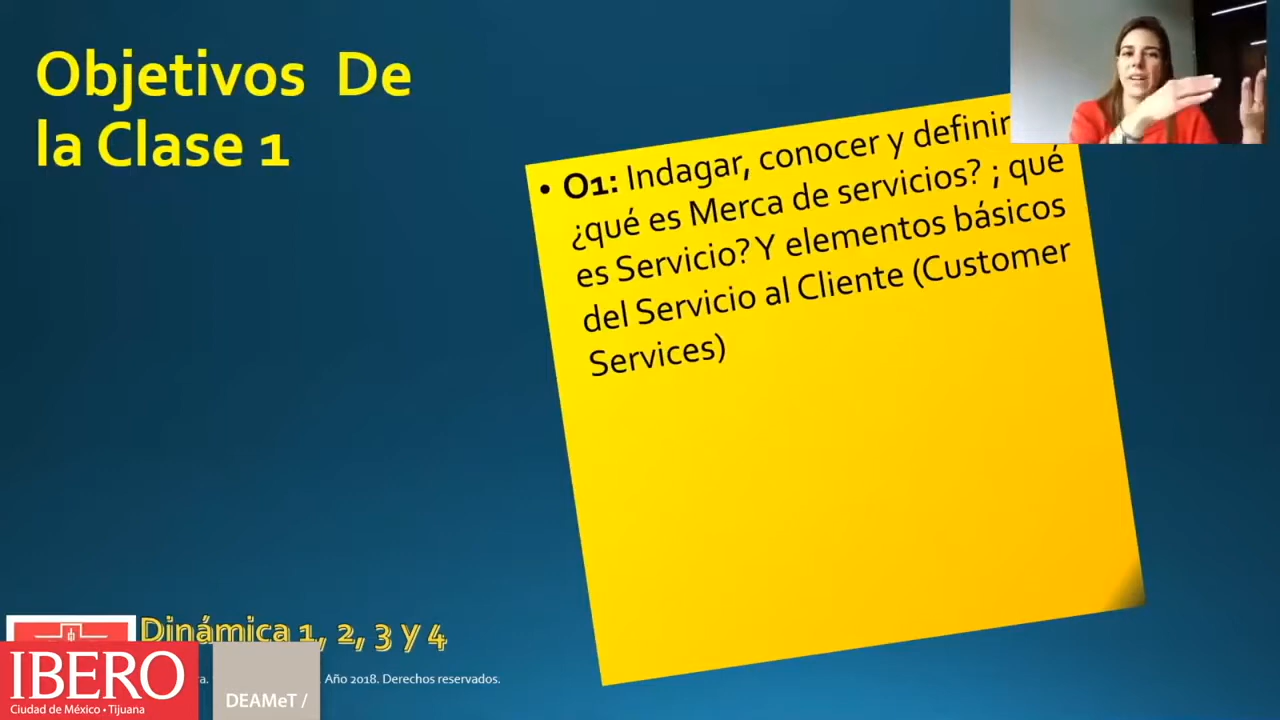 Objetivos De
la Clase 1
• O1: Indagar, conocer y definir
¿qué es Merca de servicios? ; qué
es Servicio? Y elementos básicos
del Servicio al Cliente (Customer
Services)
Dinámica 1, 2, 3 y 4
Año 2018. Derechos reservados.
IBERO
Ciudad de México • Tijuana
DEAMeT /